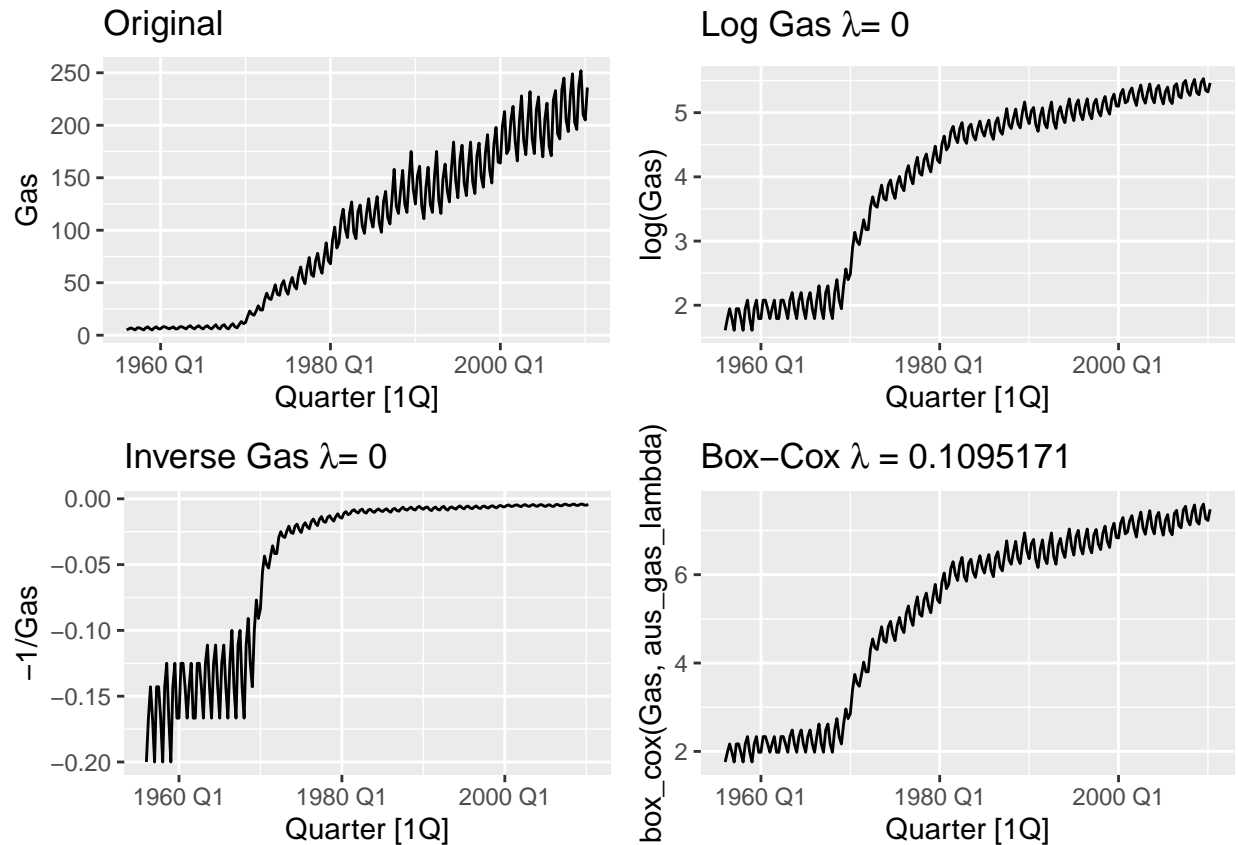 Original
Gas
250
200
150
100
50
0
1960 Q1 1980 Q1 2000 Q1
Quarter [1Q]
Log Gas λ= 0
log(Gas)
5
4
3
2
1960 Q1 1980 Q1 2000 Q1
Quarter [1Q]
Inverse Gas λ= 0
−1/Gas
0.00
−0.05
−0.10
−0.15
−0.20
1960 Q1 1980 Q1 2000 Q1
Quarter [1Q]
Box−Cox λ = 0.1095171
box_cox(Gas, aus_gas_lambda)
6
4
2
1960 Q1 1980 Q1 2000 Q1
Quarter [1Q]